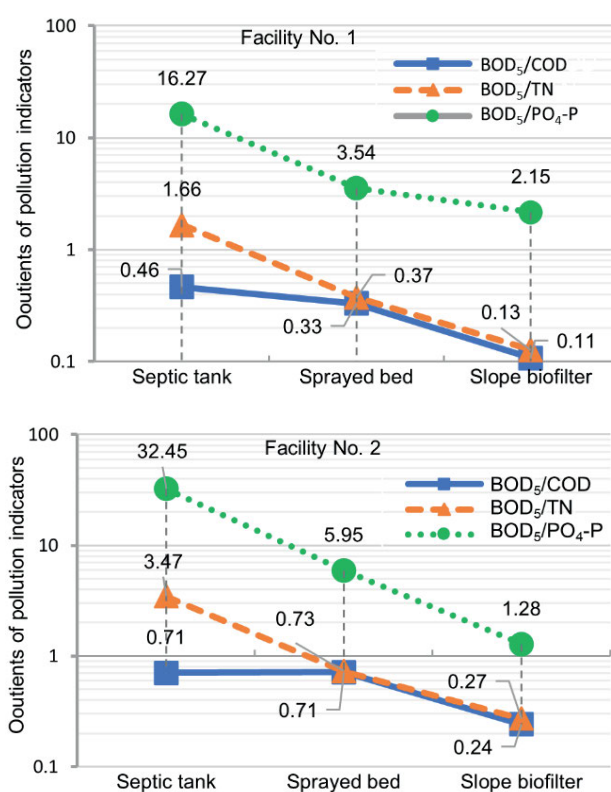 Facility No. 1
Ooutients of pollution indicators
100
10
1
0.1
BOD₅/COD
BOD₅/TN
BOD₅/PO₄-P
16.27
3.54
2.15
1.66
0.46
0.37
0.33
0.13
0.11
Septic tank
Sprayed bed
Slope biofilter
Facility No. 2
Ooutients of pollution indicators
100
10
1
0.1
BOD₅/COD
BOD₅/TN
BOD₅/PO₄-P
32.45
5.95
3.47
1.28
0.71
0.73
0.71
0.27
0.24
Septic tank
Sprayed bed
Slope biofilter